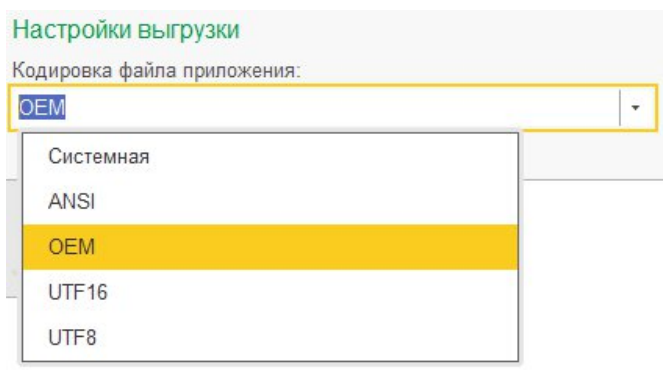 Настройки выгрузки
Кодировка файла приложения:
OEM
Системная
ANSI
OEM
UTF16
UTF8